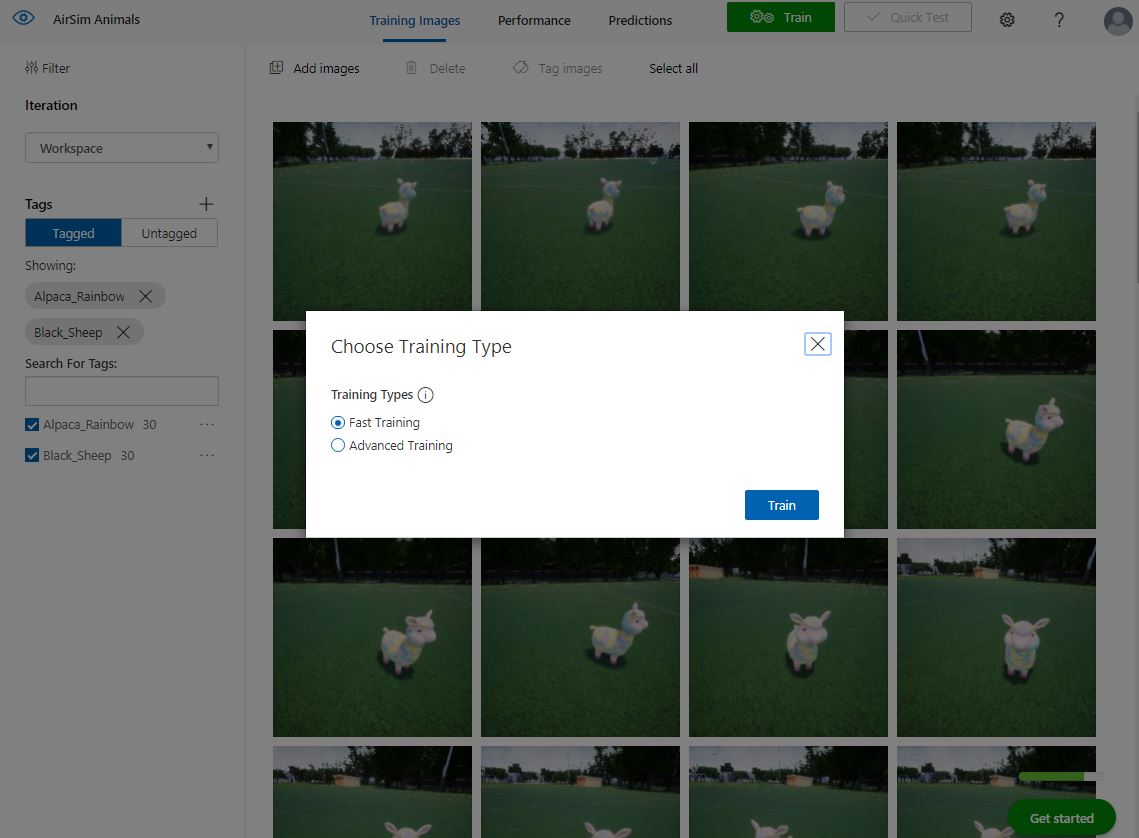 AirSim Animals
Training Images
Performance
Predictions
Train
Quick Test
?
Filter
Add images
Delete
Tag images
Select all
Iteration
Workspace
Tags
Tagged
Untagged
Showing:
Alpaca_Rainbow
Black_Sheep
Search For Tags:
Alpaca_Rainbow 30
Black_Sheep 30
Choose Training Type
Training Types
Fast Training
Advanced Training
Train
Get started